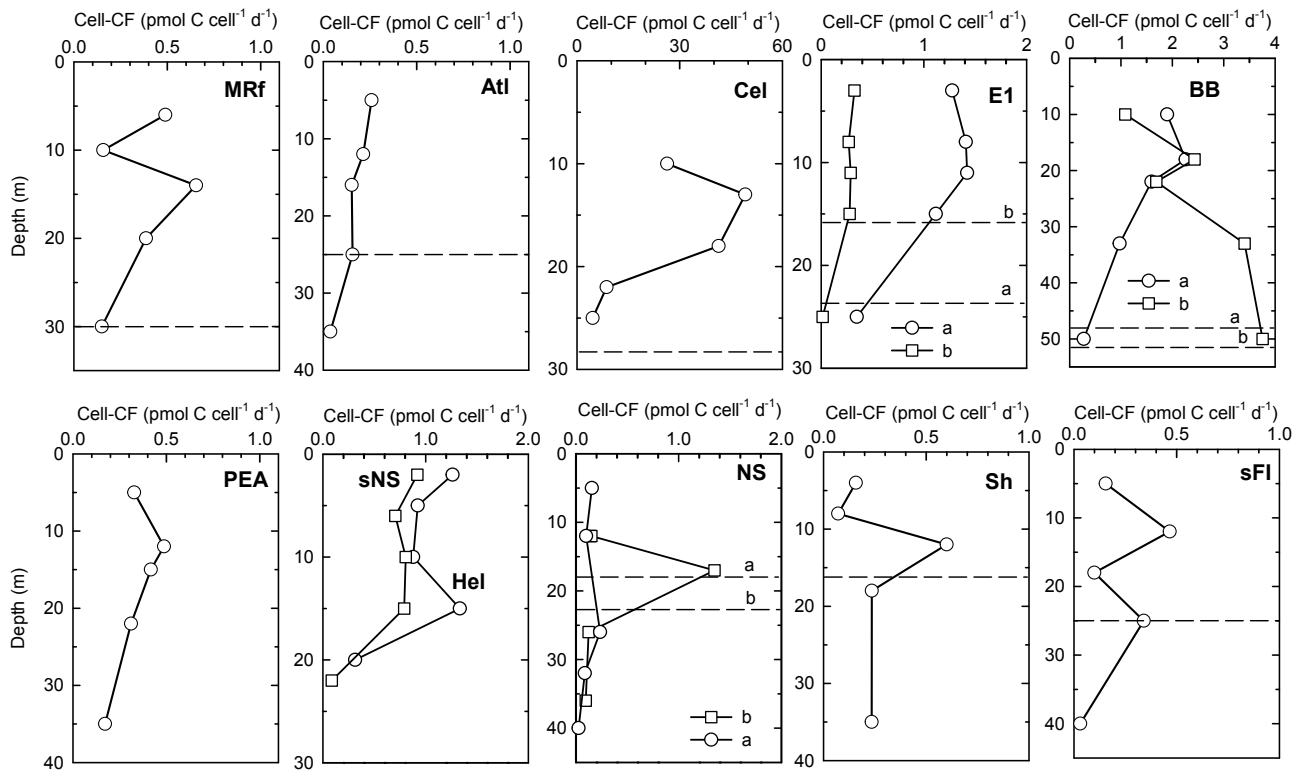 Cell-CF (pmol C cell⁻¹ d⁻¹)
0.0 0.5 1.0
MRf
Depth (m)
0
10
20
30
Cell-CF (pmol C cell⁻¹ d⁻¹)
0.0 0.5 1.0
Atl
0
10
20
30
40
Cell-CF (pmol C cell⁻¹ d⁻¹)
0 30 60
Cel
0
10
20
30
Cell-CF (pmol C cell⁻¹ d⁻¹)
0 1 2
E1
0
10
20
30
b
a
a
b
Cell-CF (pmol C cell⁻¹ d⁻¹)
0 1 2 3 4
BB
0
10
20
30
40
50
a
b
a
b
Cell-CF (pmol C cell⁻¹ d⁻¹)
0.0 0.5 1.0
PEA
Depth (m)
0
10
20
30
40
Cell-CF (pmol C cell⁻¹ d⁻¹)
0.0 1.0 2.0
sNS
Hel
0
10
20
30
Cell-CF (pmol C cell⁻¹ d⁻¹)
0.0 1.0 2.0
NS
0
10
20
30
40
a
b
b
a
Cell-CF (pmol C cell⁻¹ d⁻¹)
0.0 0.5 1.0
Sh
0
10
20
30
40
Cell-CF (pmol C cell⁻¹ d⁻¹)
0.0 0.5 1.0
sFI
0
10
20
30
40